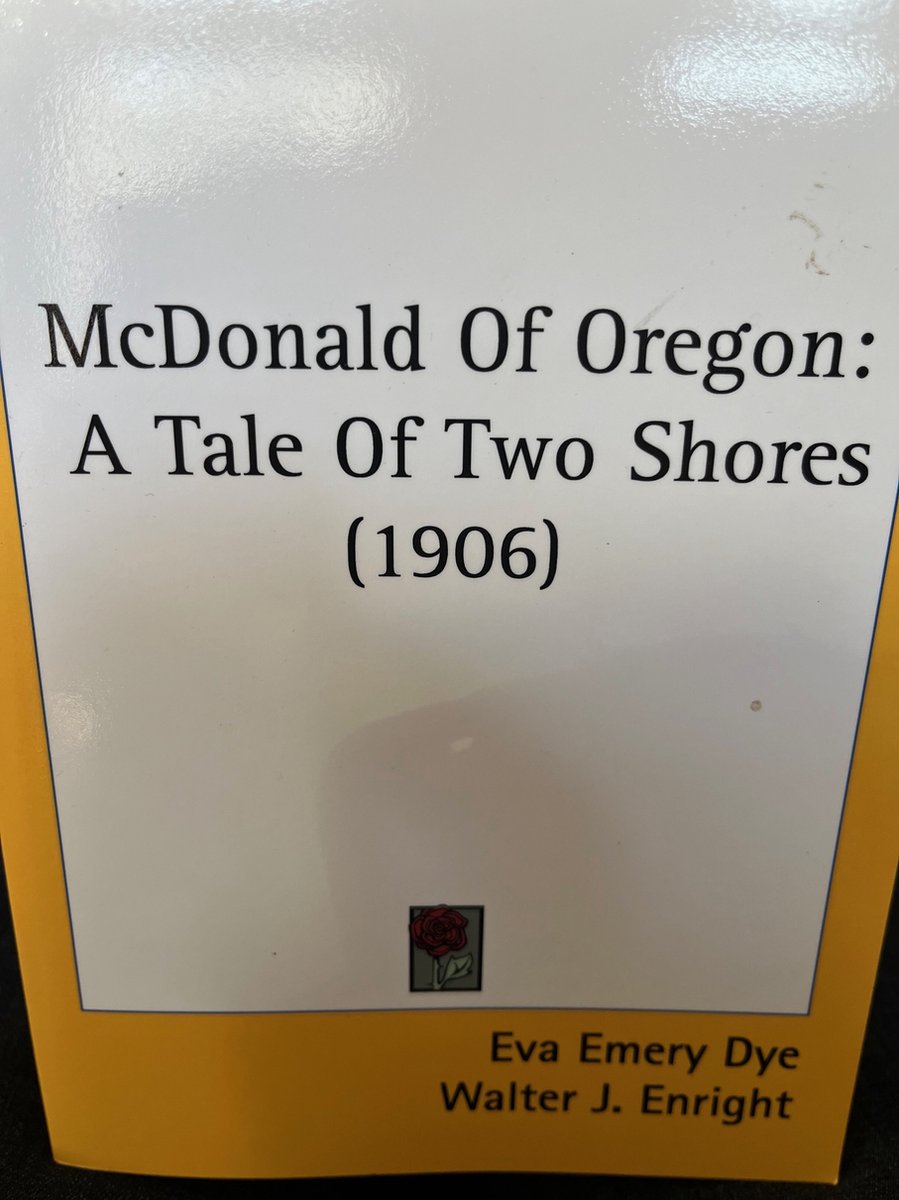 McDonald Of Oregon:
A Tale Of Two Shores
(1906)
Eva Emery Dye
Walter J. Enright